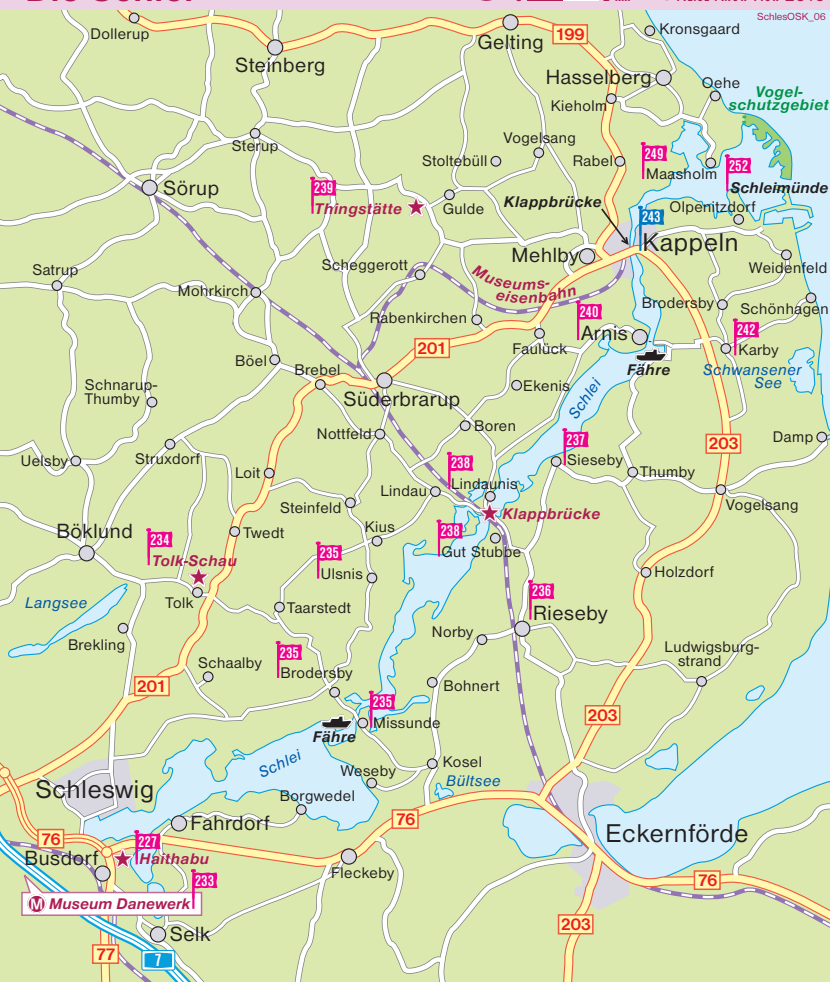 SchlesOSK_06
Dollerup
Steinberg
Gelting
199
Kronsgaard
Hasselberg
Oehe
Kieholm
Vogel-
schutzgebiet
Sterup
Vogelsang
Stoltebüll
Rabel
249
Maasholm
252
Schleimünde
Sörup
239
Thingstätte
Gulde
Klappbrücke
Olpenitzdorf
243
Kappeln
Mehlby
Weidenfeld
Satrup
Scheggerott
Museums-
eisenbahn
Mohrkirch
Rabenkirchen
240
Arnis
Brodersby
Schönhagen
242
Karby
201
Faulück
Fähre
Schwansener
See
Böel
Brebel
Schnarup-
Thumby
Süderbrarup
Ekenis
Schlei
Nottfeld
Boren
237
Sieseby
203
Damp
Uelsby
Struxdorf
Loit
238
Lindaunis
Lindau
Thumby
Vogelsang
Steinfeld
Klappbrücke
Böklund
234
Tolk-Schau
Twedt
Kius
238
Gut Stubbe
235
Ulsnis
Holzdorf
Langsee
Tolk
Taarstedt
236
Rieseby
Brekling
Norby
Ludwigsburg-
strand
Schaalby
235
Brodersby
201
Bohnert
235
Missunde
203
Fähre
Schlei
Kosel
Weseby
Bültsee
Schleswig
Borgwedel
76
Fahrdorf
76
227
Haithabu
Eckernförde
Busdorf
Fleckeby
233
76
Museum Danewerk
203
Selk
77
7